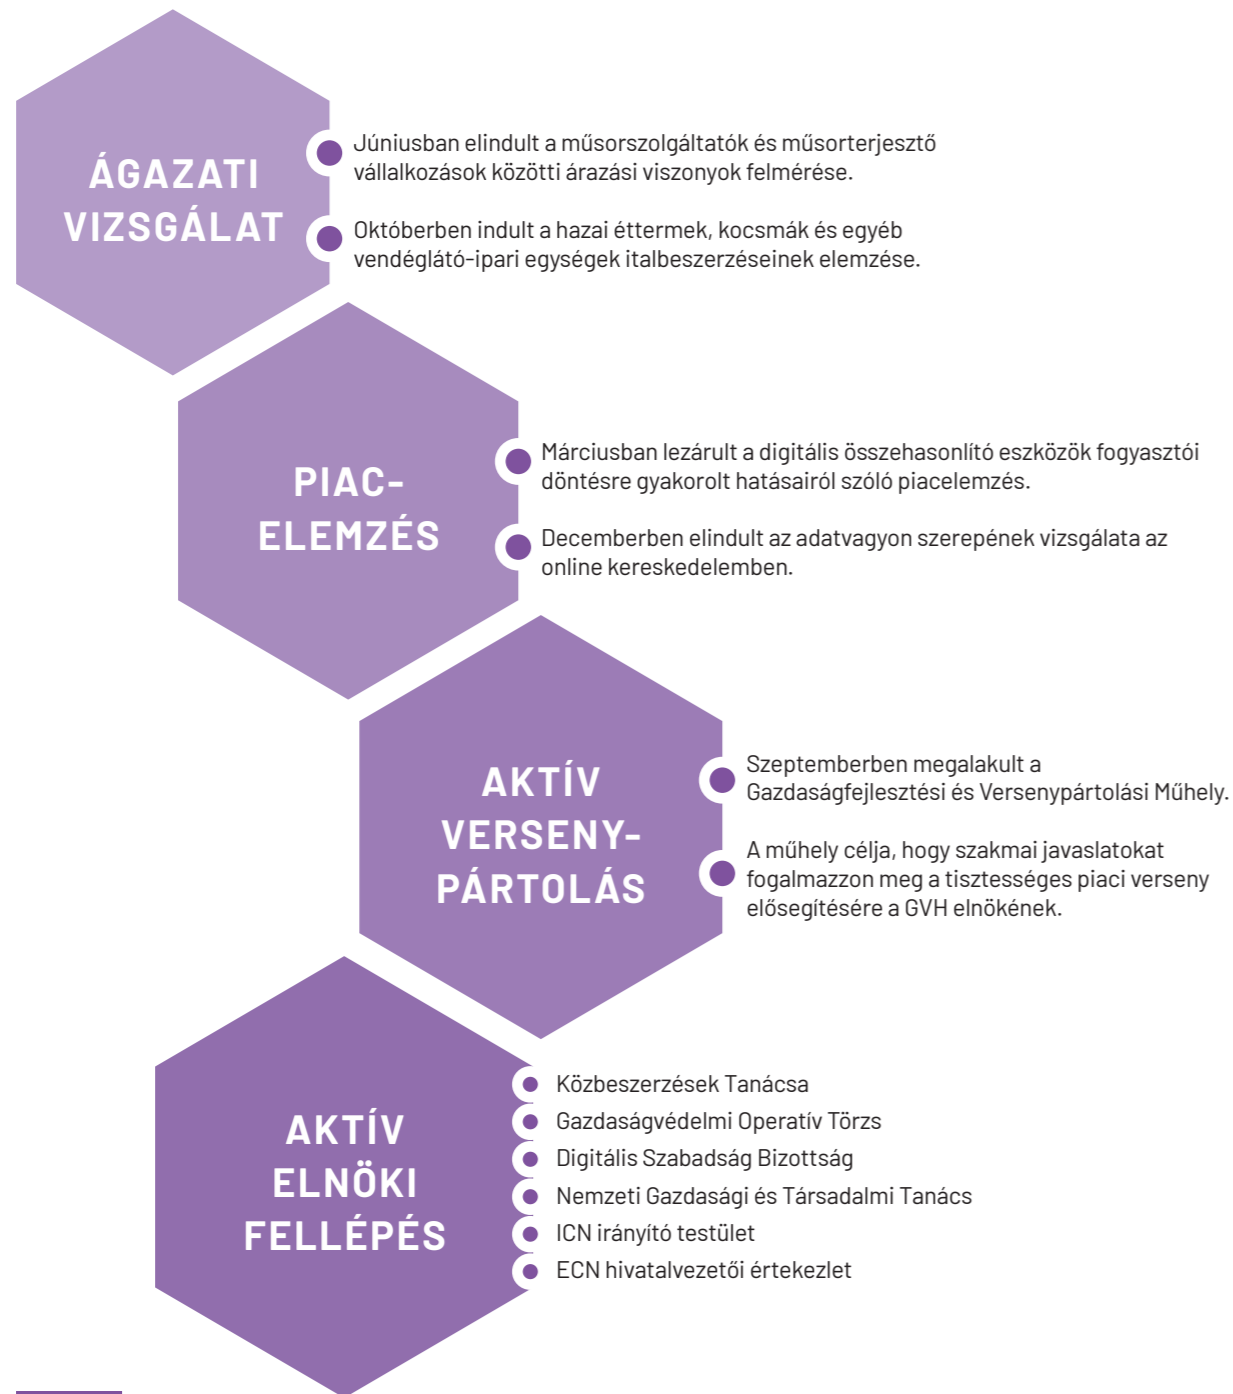 ÁGAZATI
VIZSGÁLAT
Júniusban elindult a műsorszolgáltatók és műsorterjesztő
vállalkozások közötti árazási viszonyok felmérése.
Októberben indult a hazai éttermek, kocsmák és egyéb
vendéglátó-ipari egységek italbeszerzéseinek elemzése.
PIAC-
ELEMZÉS
Márciusban lezárult a digitális összehasonlító eszközök fogyasztói
döntésre gyakorolt hatásairól szóló piacelemzés.
Decemberben elindult az adatvagyon szerepének vizsgálata az
online kereskedelemben.
AKTÍV
VERSENY-
PÁRTOLÁS
Szeptemberben megalakult a
Gazdaságfejlesztési és Versenypártolási Műhely.
A műhely célja, hogy szakmai javaslatokat
fogalmazzon meg a tisztességes piaci verseny
elősegítésére a GVH elnökének.
AKTÍV
ELNÖKI
FELLÉPÉS
Közbeszerzések Tanácsa
Gazdaságvédelmi Operatív Törzs
Digitális Szabadság Bizottság
Nemzeti Gazdasági és Társadalmi Tanács
ICN irányító testület
ECN hivatalvezetői értekezlet